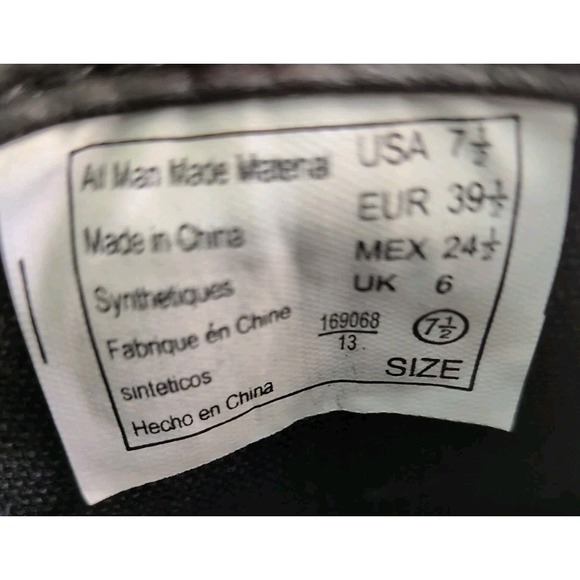 All Man Made Material
Made in China
Synthetiques
Fabriqué én Chine
sinteticos
Hecho en China
USA 7½
EUR 39½
MEX 24½
UK 6
169068
13
7½
SIZE